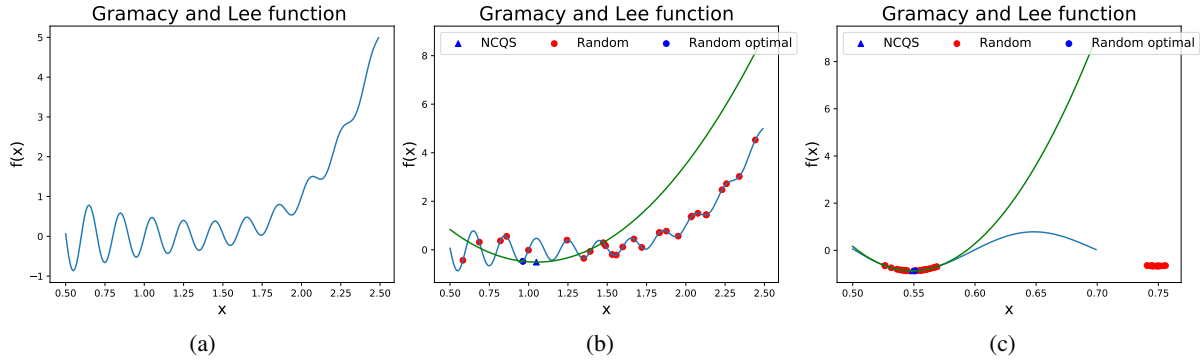 Gramacy and Lee function
f(x)
5
4
3
2
1
0
−1
0.50 0.75 1.00 1.25 1.50 1.75 2.00 2.25 2.50
x
(a)
Gramacy and Lee function
NCQS Random Random optimal
f(x)
8
6
4
2
0
0.50 0.75 1.00 1.25 1.50 1.75 2.00 2.25 2.50
x
(b)
Gramacy and Lee function
NCQS Random Random optimal
f(x)
8
6
4
2
0
0.50 0.55 0.60 0.65 0.70 0.75
x
(c)